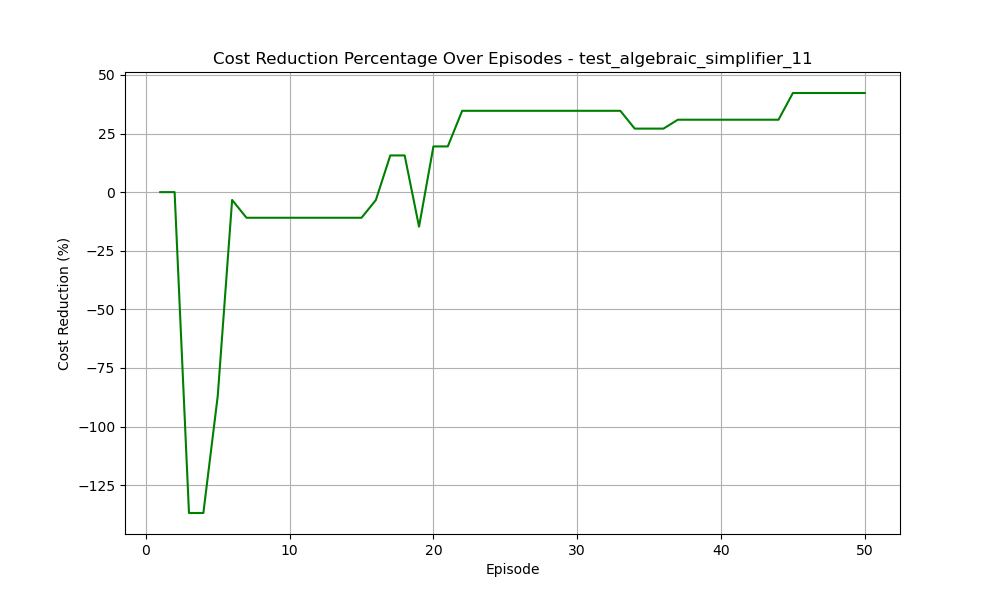 Cost Reduction Percentage Over Episodes - test_algebraic_simplifier_11
Cost Reduction (%)
50
25
0
−25
−50
−75
−100
−125
0 10 20 30 40 50
Episode